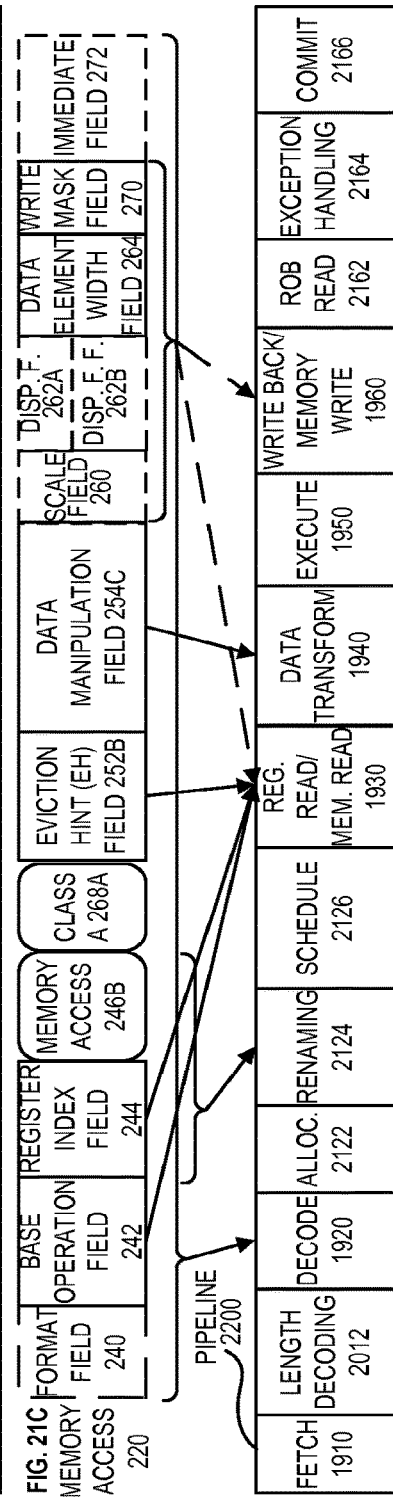 FIG. 21C
MEMORY
ACCESS
220
FORMAT
FIELD
240
BASE
OPERATION
FIELD
242
REGISTER
INDEX
FIELD
244
MEMORY
ACCESS
246B
CLASS
A 268A
EVICTION
HINT (EH)
FIELD 252B
DATA
MANIPULATION
FIELD 254C
SCALE
FIELD
260
DISP. F.
262A
DISP. F. F.
262B
DATA
ELEMENT
WIDTH
FIELD 264
WRITE
MASK
FIELD
270
IMMEDIATE
FIELD 272
PIPELINE
2200
FETCH
1910
LENGTH
DECODING
2012
DECODE
1920
ALLOC.
2122
RENAMING
2124
SCHEDULE
2126
REG.
READ/
MEM. READ
1930
DATA
TRANSFORM
1940
EXECUTE
1950
WRITE BACK/
MEMORY
WRITE
1960
ROB
READ
2162
EXCEPTION
HANDLING
2164
COMMIT
2166